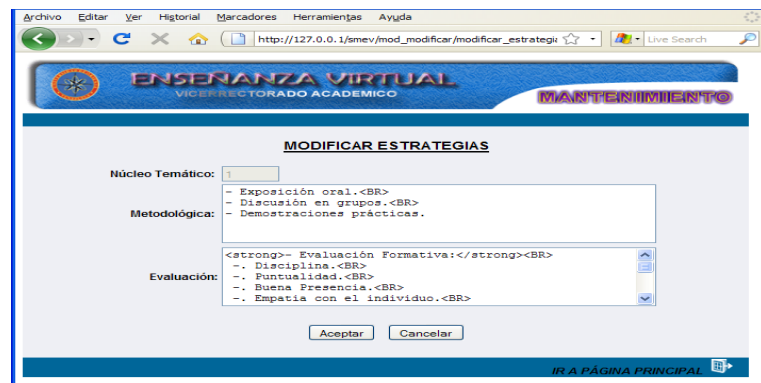 Archivo Editar Ver Historial Marcadores Herramientas Ayuda
http://127.0.0.1/smev/mod_modificar/modificar_estrategia Live Search
ENSEÑANZA VIRTUAL
VICERRECTORADO ACADEMICO
MANTENIMIENTO
MODIFICAR ESTRATEGIAS
Núcleo Temático: 1
Metodológica:
- Exposición oral.<BR>
- Discusión en grupos.<BR>
- Demostraciones prácticas.
Evaluación:
<strong>- Evaluación Formativa:</strong><BR>
-. Disciplina.<BR>
-. Puntualidad.<BR>
-. Buena Presencia.<BR>
-. Empatia con el individuo.<BR>
Aceptar Cancelar
IR A PÁGINA PRINCIPAL